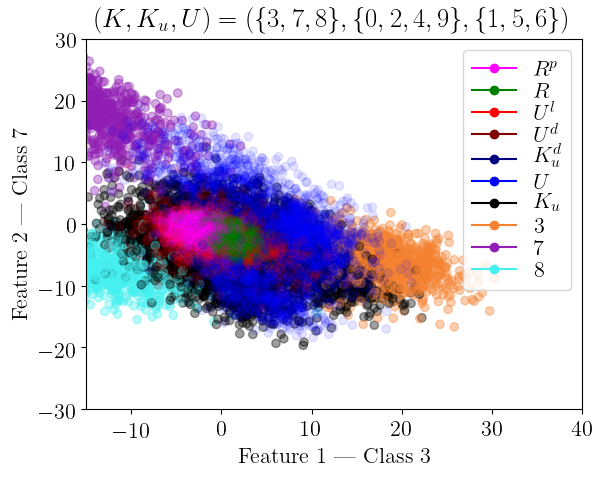 (K, K_u, U) = ({3, 7, 8}, {0, 2, 4, 9}, {1, 5, 6})
30
20
10
0
−10
−20
−30
Feature 2 — Class 7
R^p
R
U^l
U^d
K_u^d
U
K_u
3
7
8
−10
0
10
20
30
40
Feature 1 — Class 3